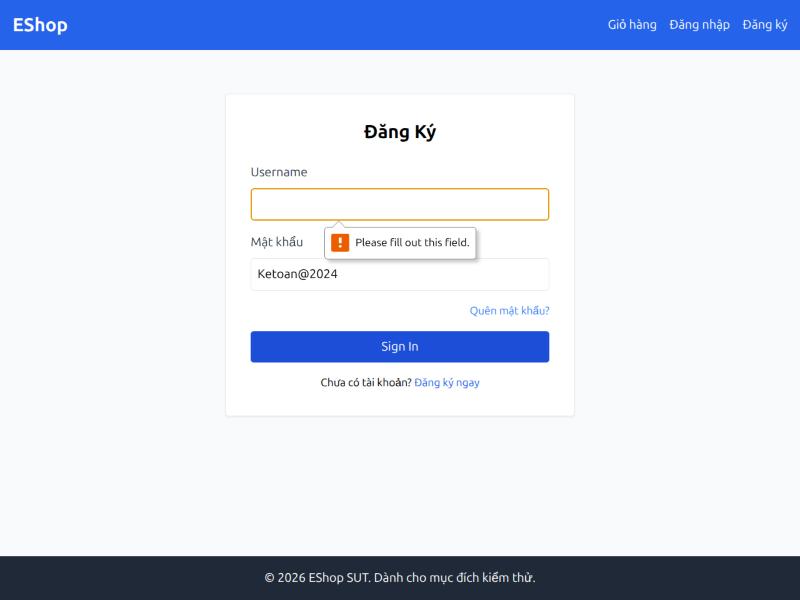 EShop
Giỏ hàng Đăng nhập Đăng ký
Đăng Ký
Username
Please fill out this field.
Mật khẩu
Ketoan@2024
Quên mật khẩu?
Sign In
Chưa có tài khoản? Đăng ký ngay
© 2026 EShop SUT. Dành cho mục đích kiểm thử.